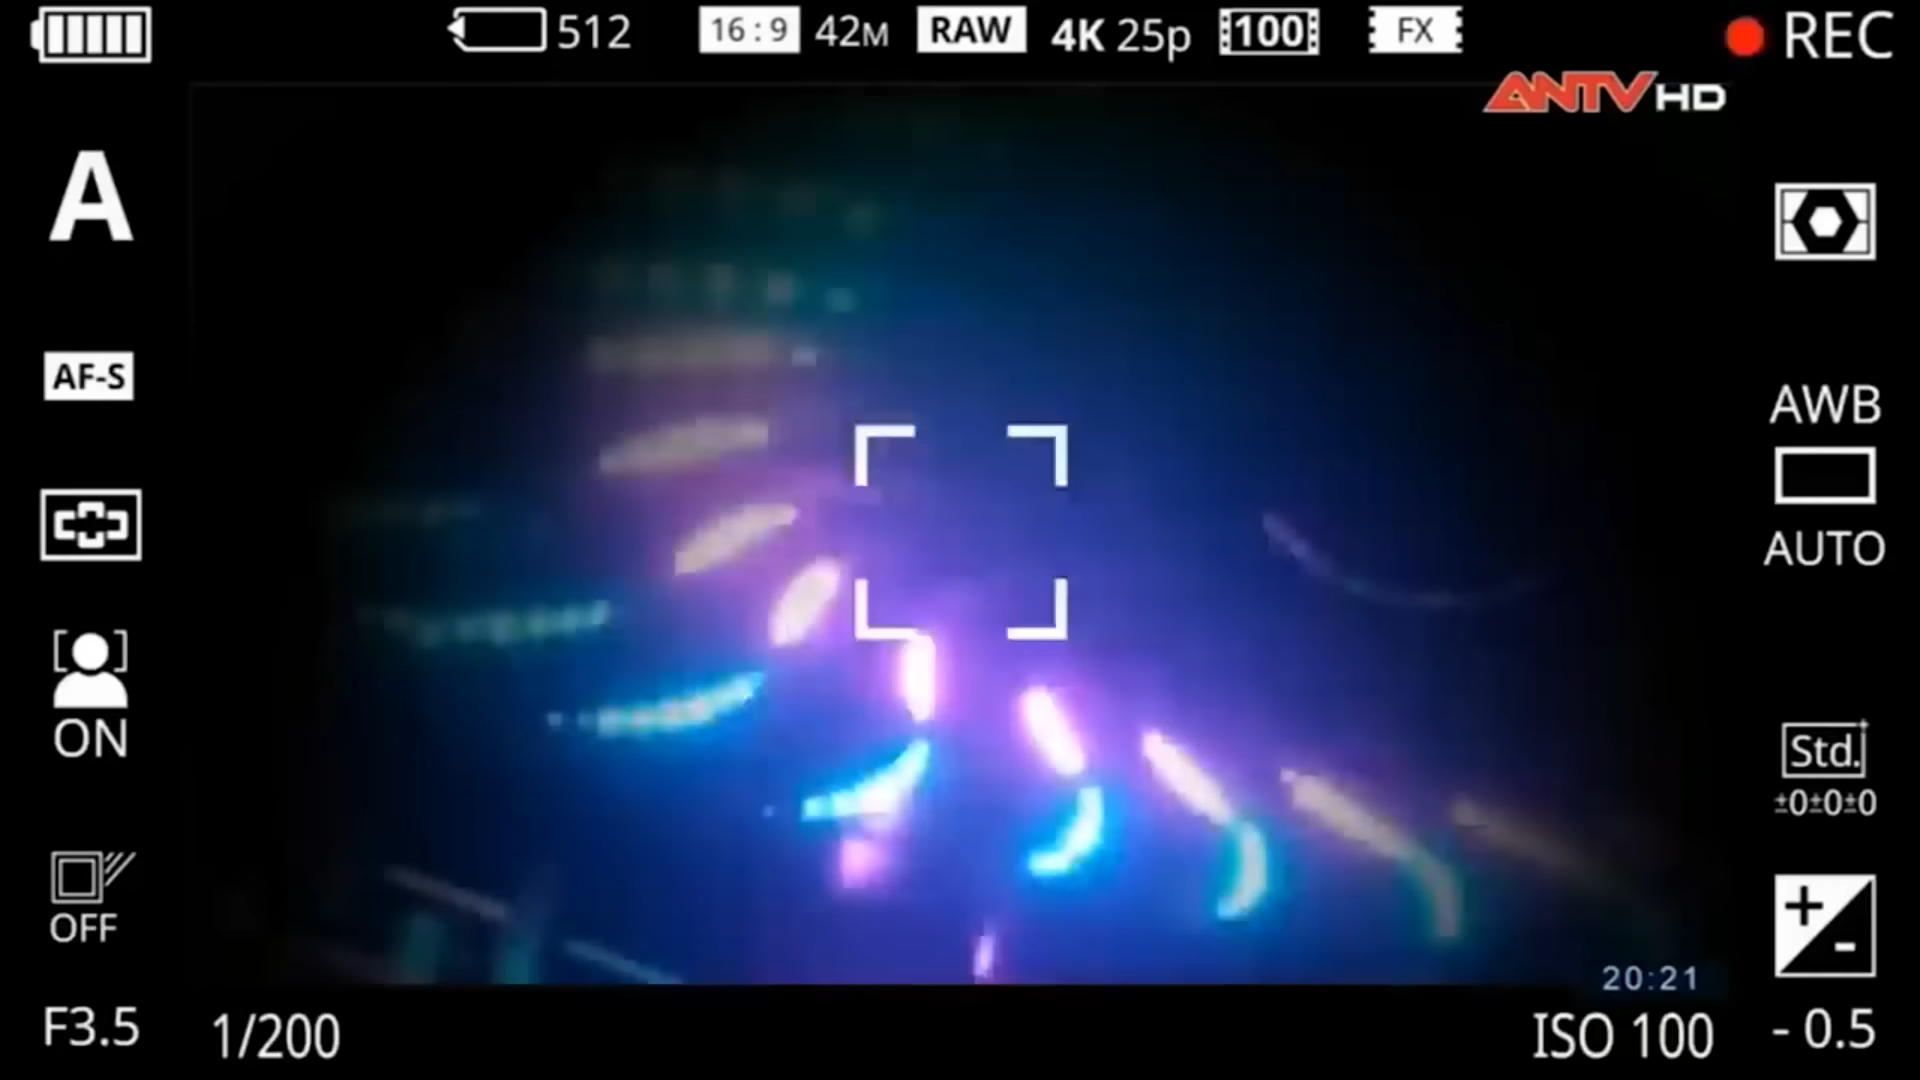 512 16:9 42M RAW 4K 25p 100 FX REC
ANTV HD
A
AF-S
AWB
AUTO
ON
Std.
±0±0±0
OFF
20:21
F3.5 1/200 ISO 100 - 0.5